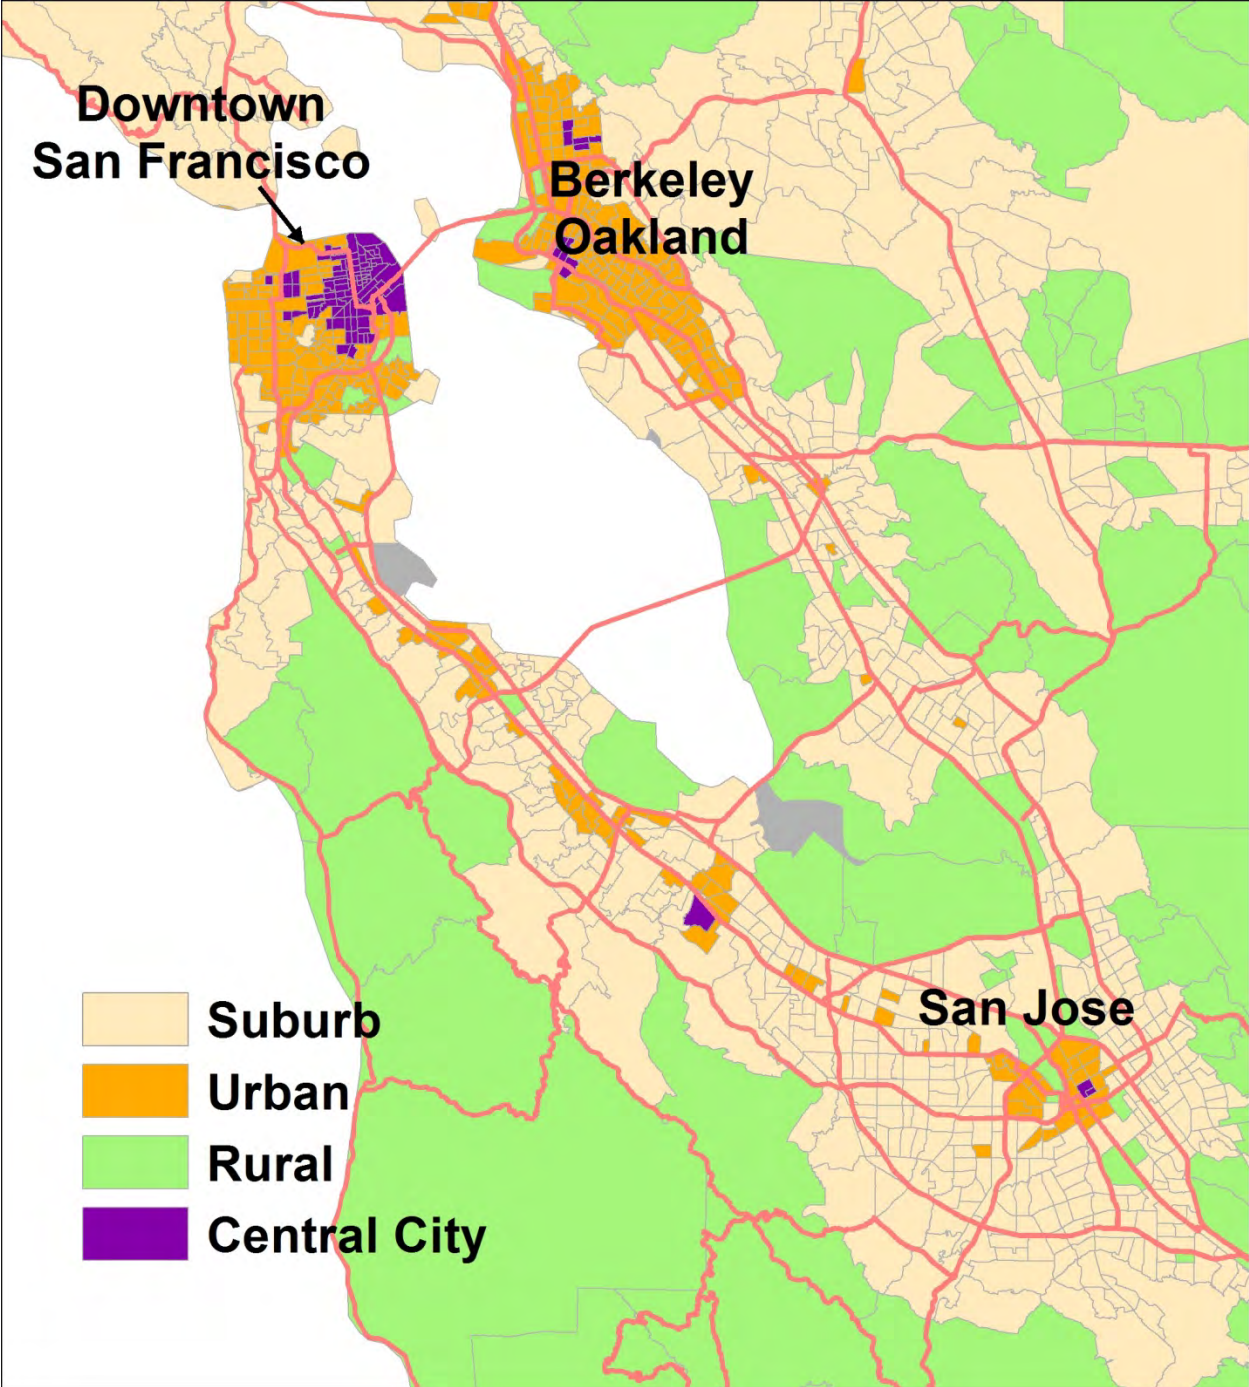 Downtown
San Francisco
Berkeley
Oakland
San Jose
Suburb
Urban
Rural
Central City